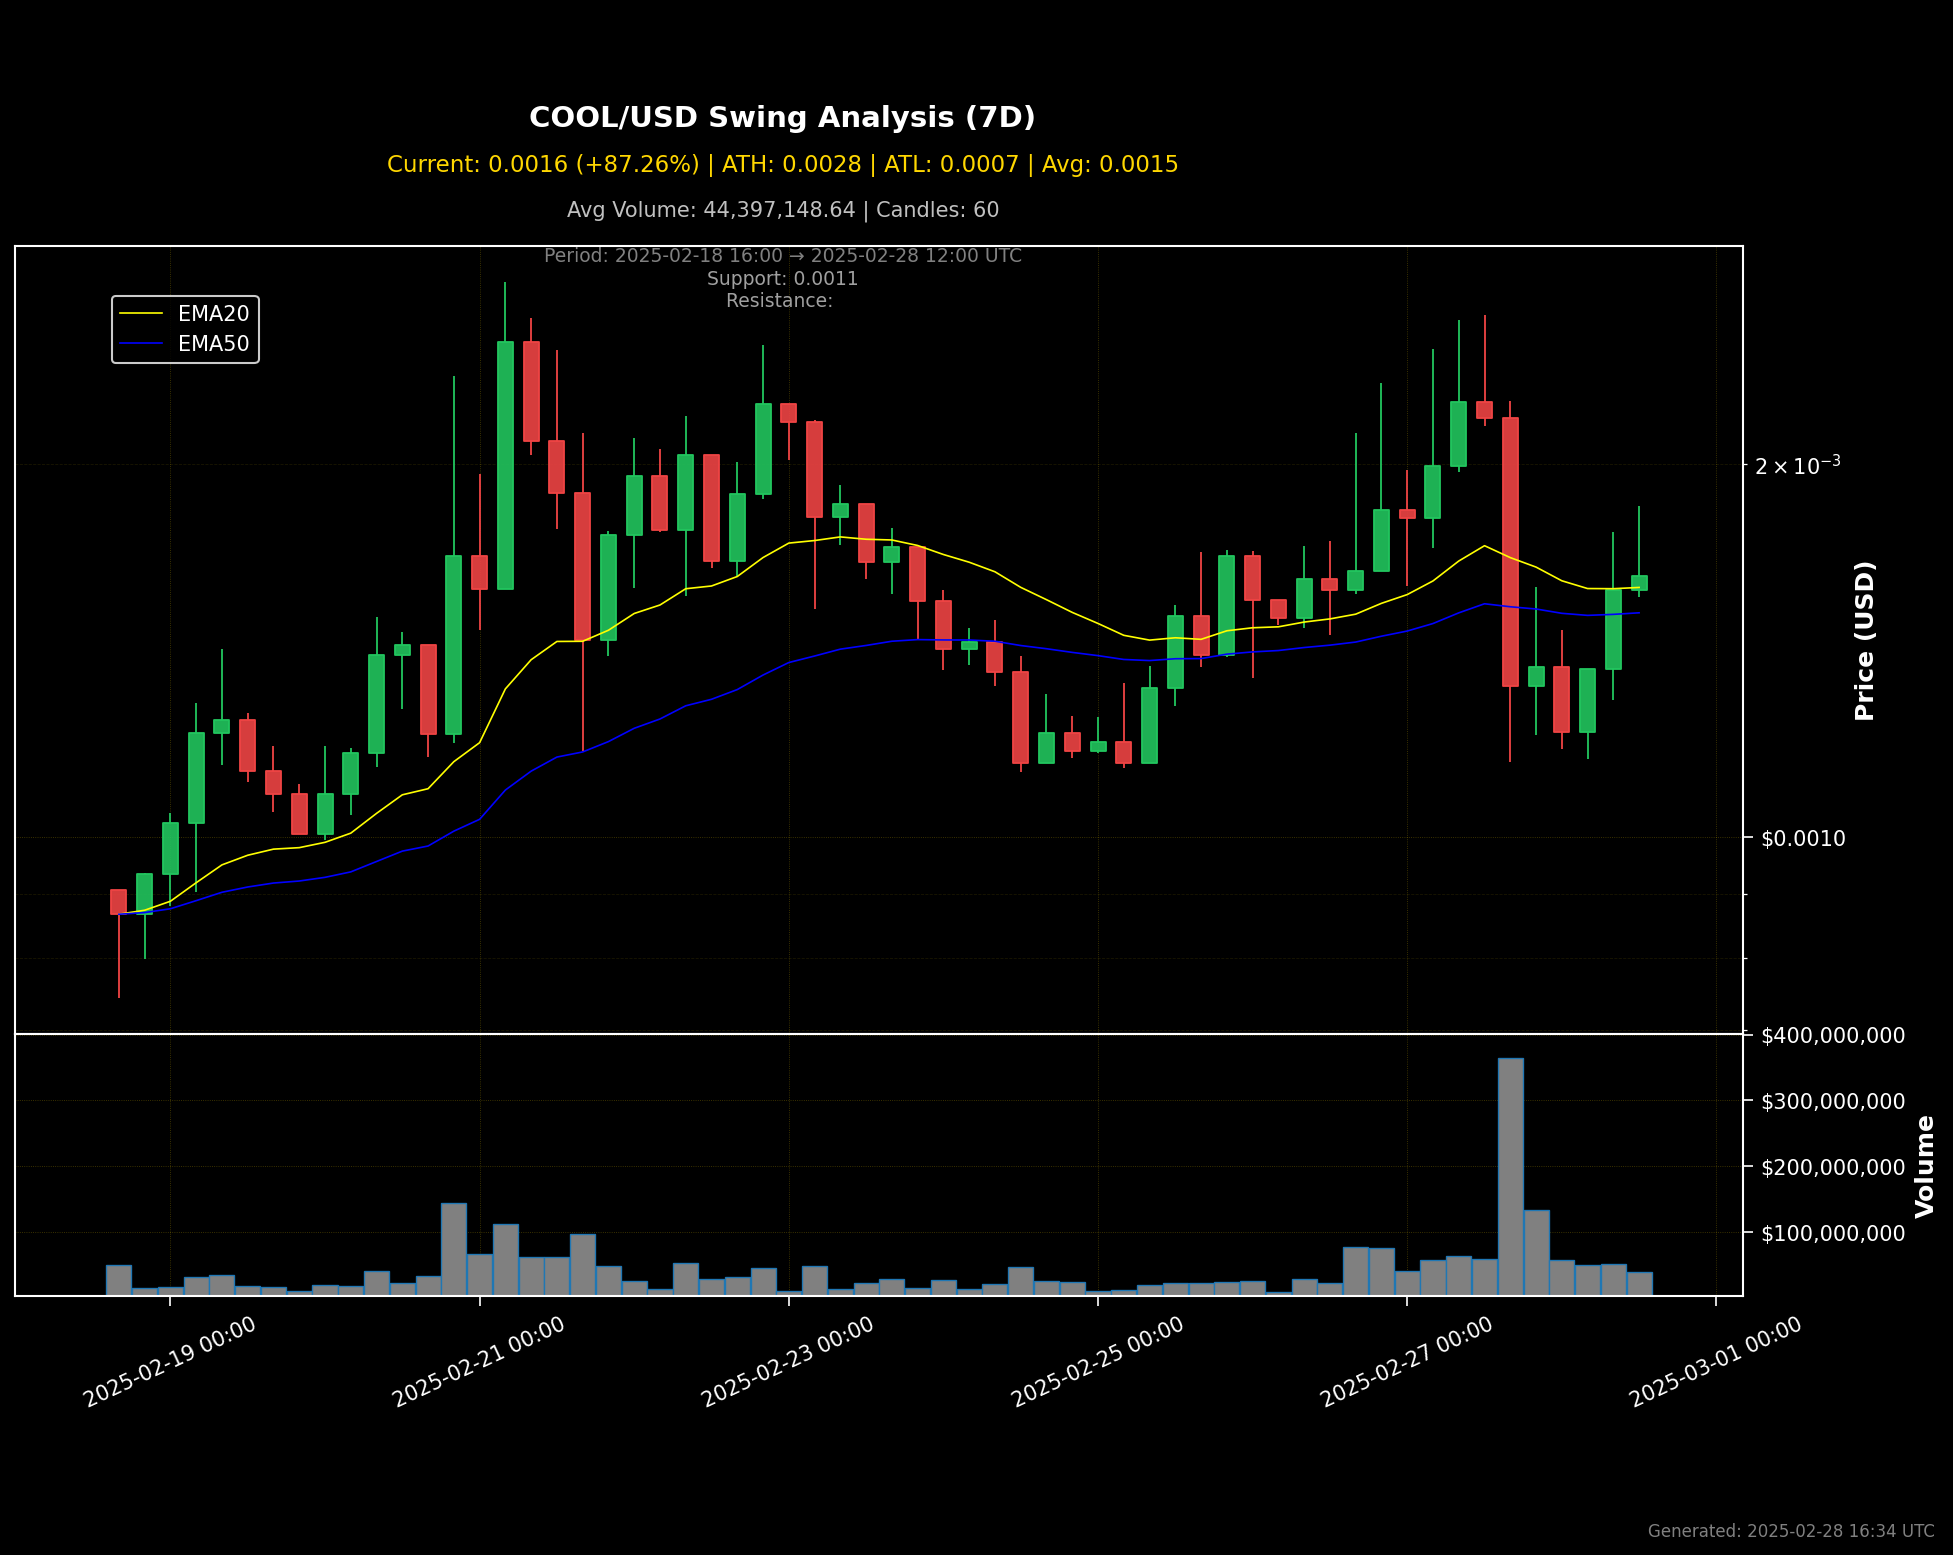 COOL/USD Swing Analysis (7D)
Current: 0.0016 (+87.26%) | ATH: 0.0028 | ATL: 0.0007 | Avg: 0.0015
Avg Volume: 44,397,148.64 | Candles: 60
Period: 2025-02-18 16:00 → 2025-02-28 12:00 UTC
Support: 0.0011
Resistance:
EMA20
EMA50
2 × 10⁻³
$0.0010
Price (USD)
$400,000,000
$300,000,000
$200,000,000
$100,000,000
Volume
2025-02-19 00:00
2025-02-21 00:00
2025-02-23 00:00
2025-02-25 00:00
2025-02-27 00:00
2025-03-01 00:00
Generated: 2025-02-28 16:34 UTC